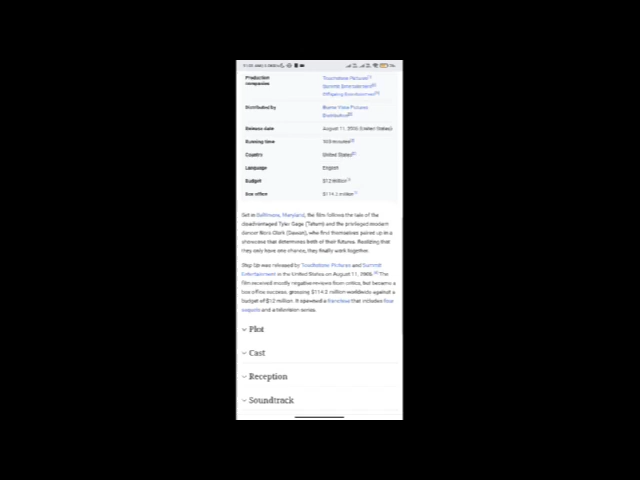 Production companies
Touchstone Pictures
Summit Entertainment
Offspring Entertainment
Distributed by
Buena Vista Pictures Distribution
Release date
August 11, 2006 (United States)
Running time
103 minutes
Country
United States
Language
English
Budget
$12 million
Box office
$114.2 million
Set in Baltimore, Maryland, the film follows the tale of the
disadvantaged Tyler Gage (Tatum) and the privileged modern
dancer Nora Clark (Dewan), who find themselves paired up in a
showcase that determines both of their futures. Realizing that
they only have one chance, they finally work together.
Step Up was released by Touchstone Pictures and Summit
Entertainment in the United States on August 11, 2006. The
film received mostly negative reviews from critics, but became a
box office success, grossing $114.2 million worldwide against a
budget of $12 million. It spawned a franchise that includes four
sequels and a television series.
Plot
Cast
Reception
Soundtrack